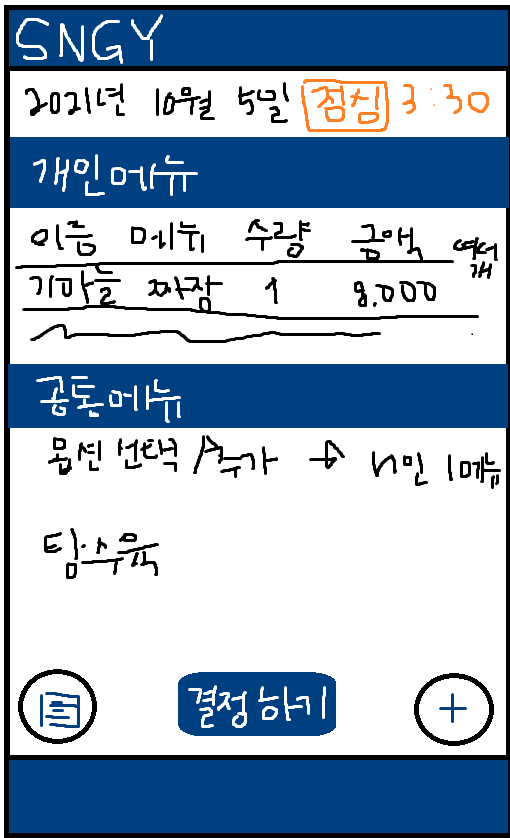 SNGY
2021년 10월 5일 점심 3:30
개인메뉴
이름 메뉴 수량 금액
여러 개
기마늘 짜장 1 8.000
공통메뉴
옵션 선택/추가 → n인 1메뉴
탕수육
결정하기
+